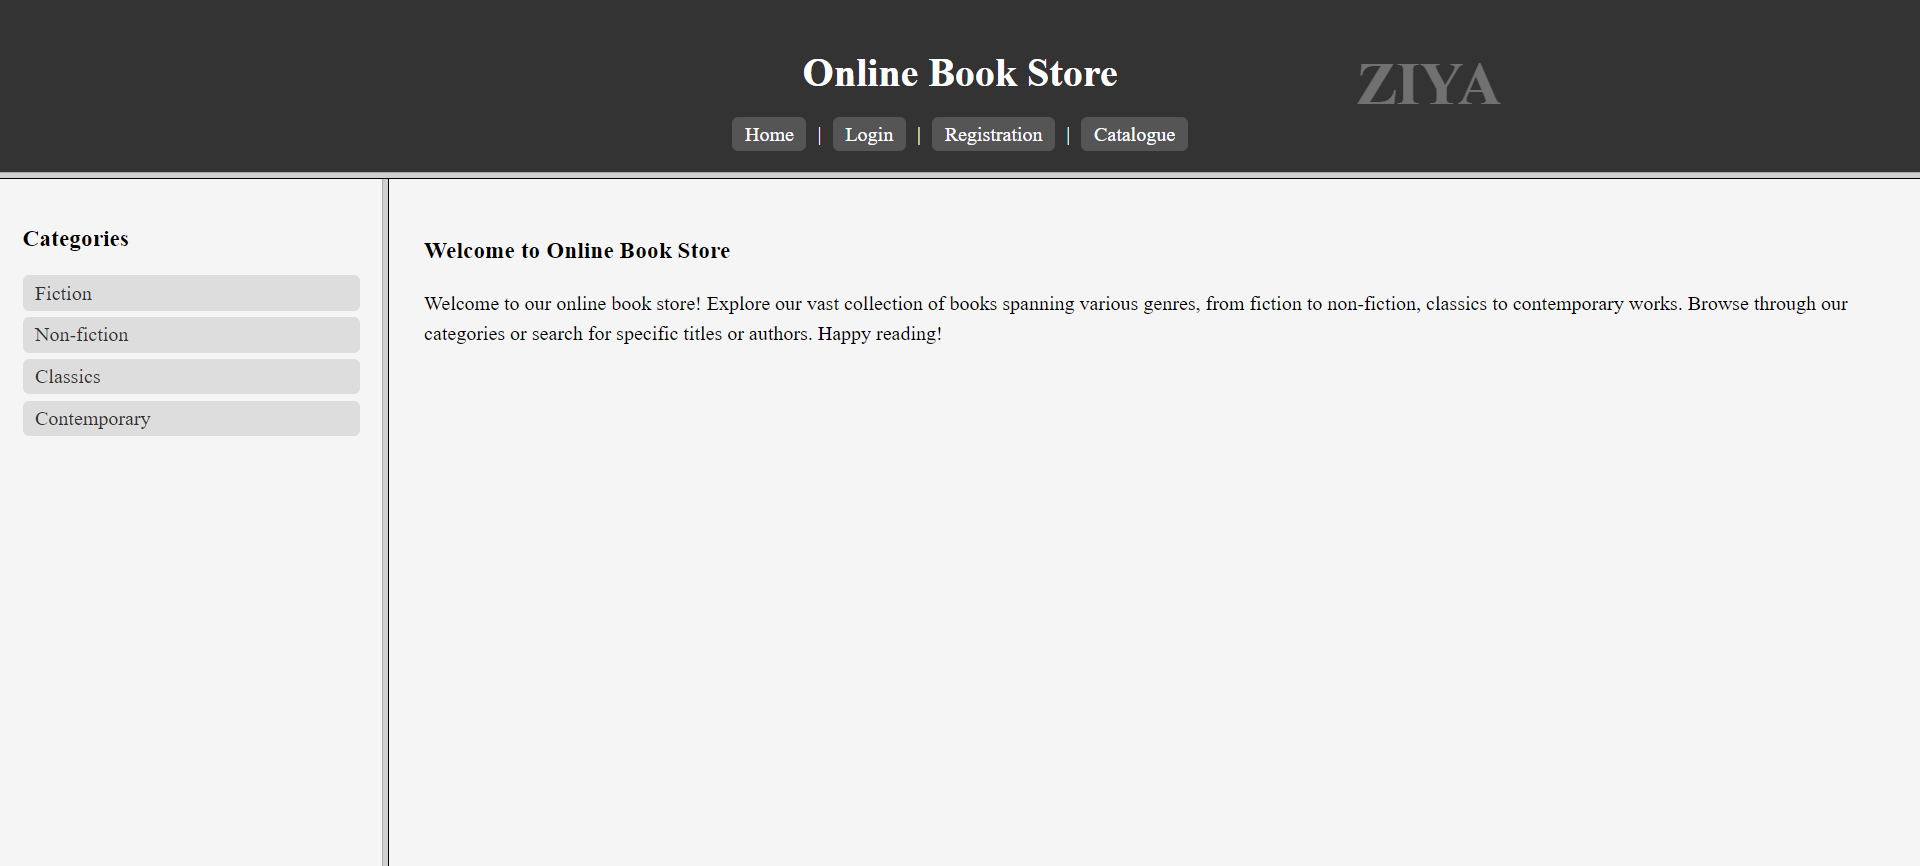 Online Book Store
ZIYA
Home | Login | Registration | Catalogue
Categories
Fiction
Non-fiction
Classics
Contemporary
Welcome to Online Book Store
Welcome to our online book store! Explore our vast collection of books spanning various genres, from fiction to non-fiction, classics to contemporary works. Browse through our
categories or search for specific titles or authors. Happy reading!